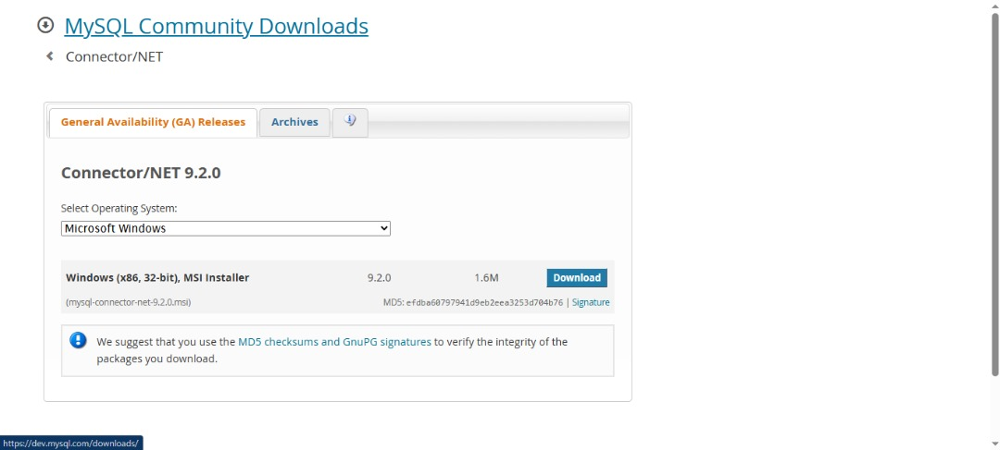 MySQL Community Downloads
Connector/NET
General Availability (GA) Releases Archives
Connector/NET 9.2.0
Select Operating System:
Microsoft Windows
Windows (x86, 32-bit), MSI Installer 9.2.0 1.6M Download
(mysql-connector-net-9.2.0.msi) MD5: efdba60797941d9eb2eea3253d704b76 | Signature
We suggest that you use the MD5 checksums and GnuPG signatures to verify the integrity of the
packages you download.
https://dev.mysql.com/downloads/